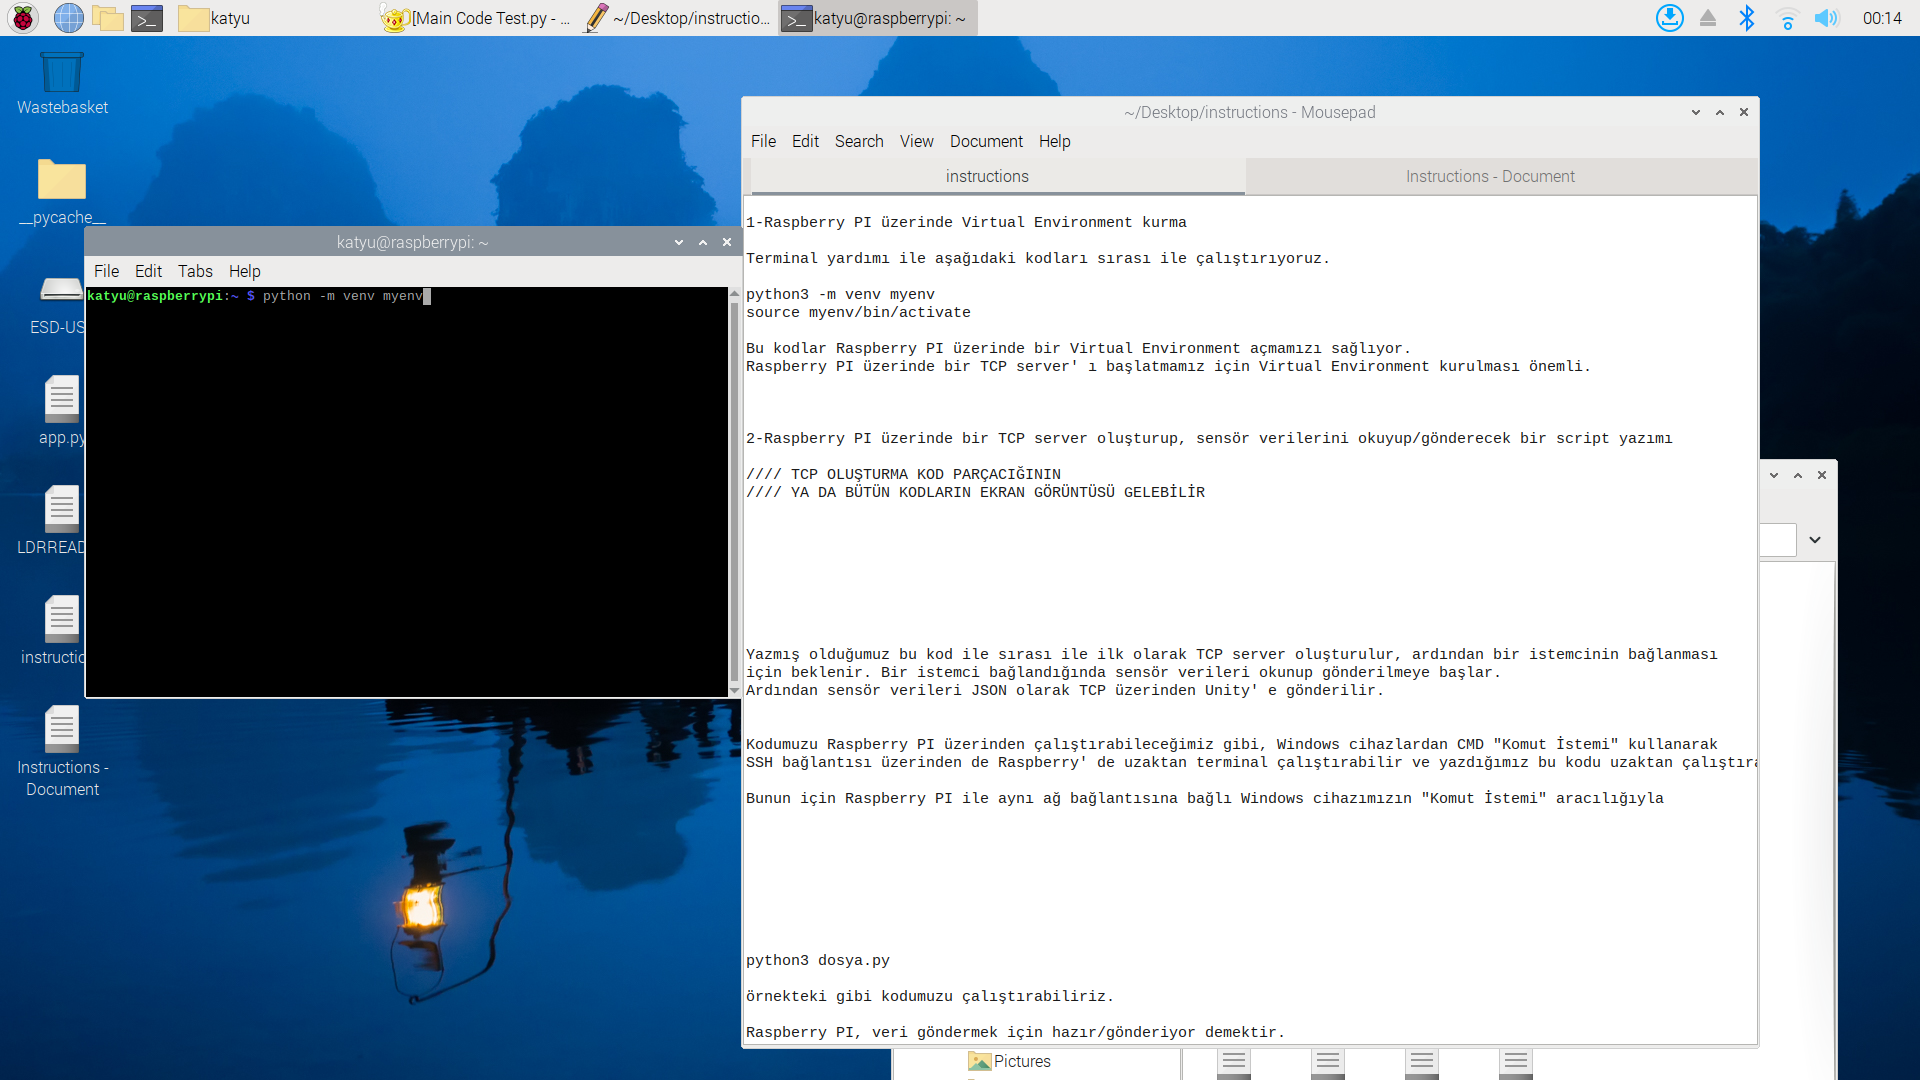 katyu
[Main Code Test.py - ...
~/Desktop/instructio...
katyu@raspberrypi: ~
00:14
Wastebasket
__pycache__
ESD-US
app.py
LDRREAD
instructio
Instructions -
Document
katyu@raspberrypi: ~
File Edit Tabs Help
katyu@raspberrypi:~ $ python -m venv myenv
~/Desktop/instructions - Mousepad
File Edit Search View Document Help
instructions
Instructions - Document
1-Raspberry PI üzerinde Virtual Environment kurma
Terminal yardımı ile aşağıdaki kodları sırası ile çalıştırıyoruz.
python3 -m venv myenv
source myenv/bin/activate
Bu kodlar Raspberry PI üzerinde bir Virtual Environment açmamızı sağlıyor.
Raspberry PI üzerinde bir TCP server' ı başlatmamız için Virtual Environment kurulması önemli.
2-Raspberry PI üzerinde bir TCP server oluşturup, sensör verilerini okuyup/gönderecek bir script yazımı
//// TCP OLUŞTURMA KOD PARÇACIĞININ
//// YA DA BÜTÜN KODLARIN EKRAN GÖRÜNTÜSÜ GELEBİLİR
Yazmış olduğumuz bu kod ile sırası ile ilk olarak TCP server oluşturulur, ardından bir istemcinin bağlanması
için beklenir. Bir istemci bağlandığında sensör verileri okunup gönderilmeye başlar.
Ardından sensör verileri JSON olarak TCP üzerinden Unity' e gönderilir.
Kodumuzu Raspberry PI üzerinden çalıştırabileceğimiz gibi, Windows cihazlardan CMD "Komut İstemi" kullanarak
SSH bağlantısı üzerinden de Raspberry' de uzaktan terminal çalıştırabilir ve yazdığımız bu kodu uzaktan çalıştıra
Bunun için Raspberry PI ile aynı ağ bağlantısına bağlı Windows cihazımızın "Komut İstemi" aracılığıyla
python3 dosya.py
örnekteki gibi kodumuzu çalıştırabiliriz.
Raspberry PI, veri göndermek için hazır/gönderiyor demektir.
Pictures